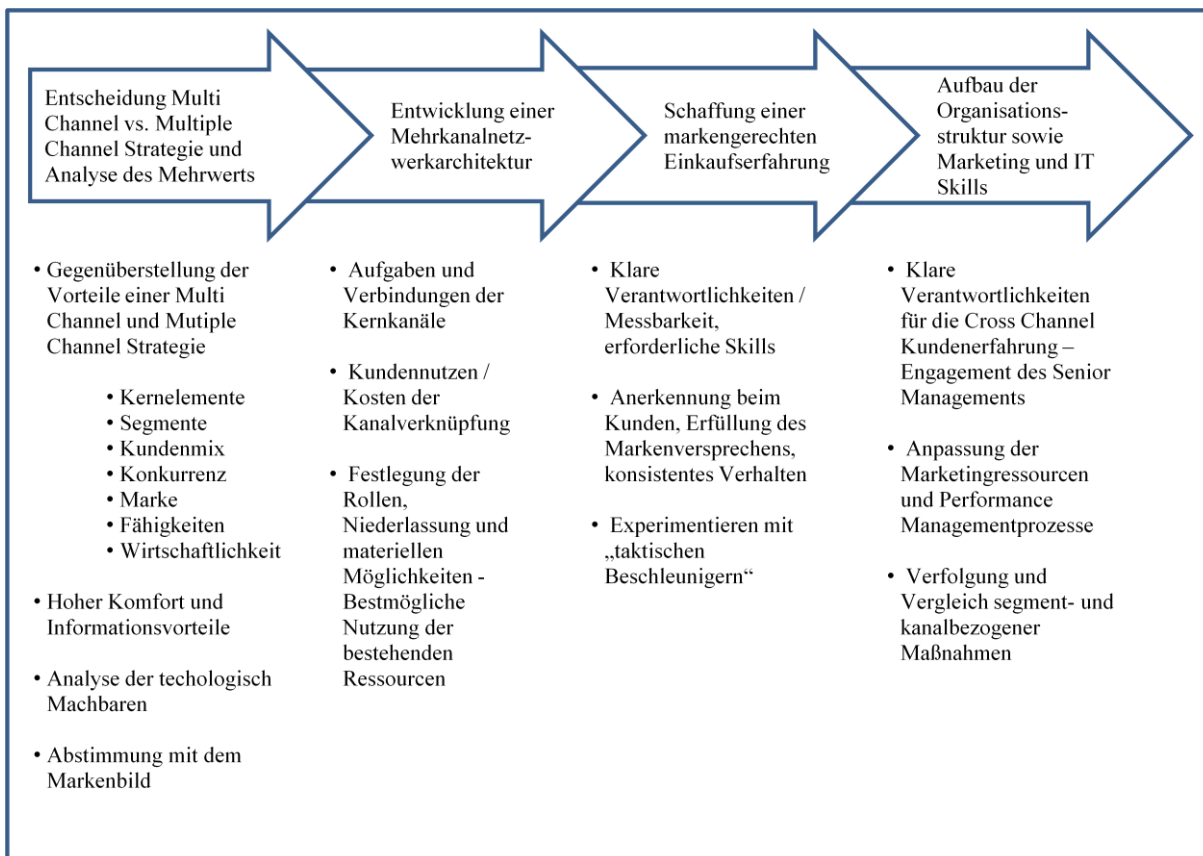 Entscheidung Multi
Channel vs. Multiple
Channel Strategie und
Analyse des Mehrwerts
Entwicklung einer
Mehrkanalnetz-
werkarchitektur
Schaffung einer
markengerechten
Einkaufserfahrung
Aufbau der
Organisations-
struktur sowie
Marketing und IT
Skills
• Gegenüberstellung der
Vorteile einer Multi
Channel und Mutiple
Channel Strategie
• Kernelemente
• Segmente
• Kundenmix
• Konkurrenz
• Marke
• Fähigkeiten
• Wirtschaftlichkeit
• Hoher Komfort und
Informationsvorteile
• Analyse der techologisch
Machbaren
• Abstimmung mit dem
Markenbild
• Aufgaben und
Verbindungen der
Kernkanäle
• Kundennutzen /
Kosten der
Kanalverknüpfung
• Festlegung der
Rollen,
Niederlassung und
materiellen
Möglichkeiten -
Bestmögliche
Nutzung der
bestehenden
Ressourcen
• Klare
Verantwortlichkeiten /
Messbarkeit,
erforderliche Skills
• Anerkennung beim
Kunden, Erfüllung des
Markenversprechens,
konsistentes Verhalten
• Experimentieren mit
„taktischen
Beschleunigern“
• Klare
Verantwortlichkeiten
für die Cross Channel
Kundenerfahrung –
Engagement des Senior
Managements
• Anpassung der
Marketingressourcen
und Performance
Managementprozesse
• Verfolgung und
Vergleich segment- und
kanalbezogener
Maßnahmen